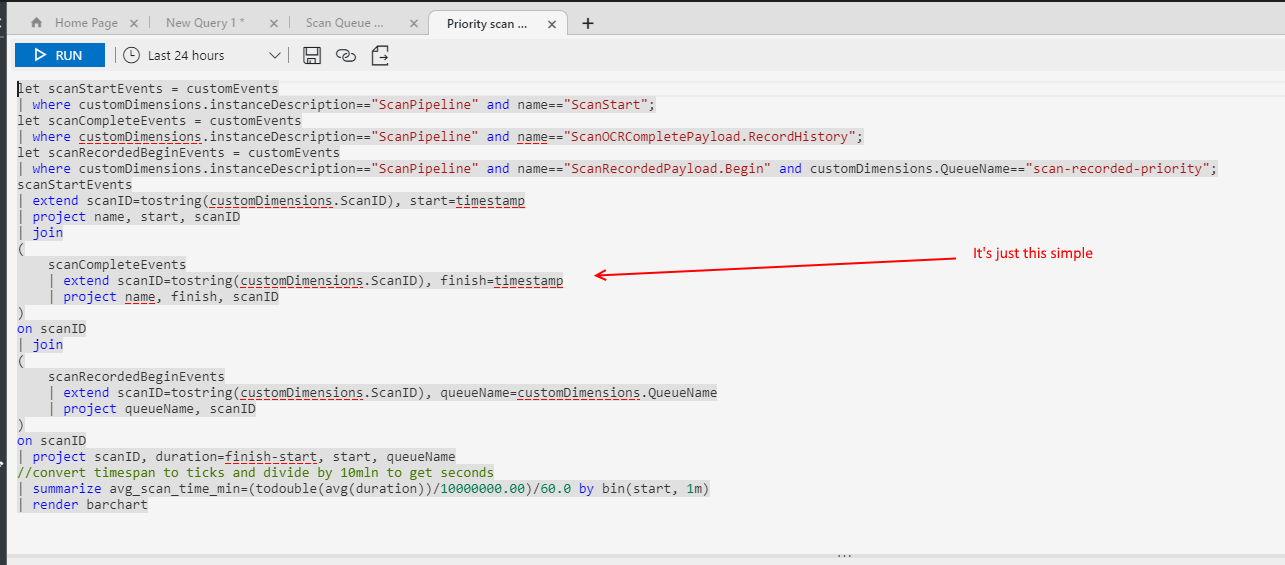 Home Page
New Query 1 *
Scan Queue ...
Priority scan ...
RUN
Last 24 hours
let scanStartEvents = customEvents
| where customDimensions.instanceDescription=="ScanPipeline" and name=="ScanStart";
let scanCompleteEvents = customEvents
| where customDimensions.instanceDescription=="ScanPipeline" and name=="ScanOCRCompletePayload.RecordHistory";
let scanRecordedBeginEvents = customEvents
| where customDimensions.instanceDescription=="ScanPipeline" and name=="ScanRecordedPayload.Begin" and customDimensions.QueueName=="scan-recorded-priority";
scanStartEvents
| extend scanID=tostring(customDimensions.ScanID), start=timestamp
| project name, start, scanID
| join
(
scanCompleteEvents
| extend scanID=tostring(customDimensions.ScanID), finish=timestamp
| project name, finish, scanID
)
on scanID
| join
(
scanRecordedBeginEvents
| extend scanID=tostring(customDimensions.ScanID), queueName=customDimensions.QueueName
| project queueName, scanID
)
on scanID
| project scanID, duration=finish-start, start, queueName
//convert timespan to ticks and divide by 10mln to get seconds
| summarize avg_scan_time_min=(todouble(avg(duration))/10000000.00)/60.0 by bin(start, 1m)
| render barchart
It's just this simple